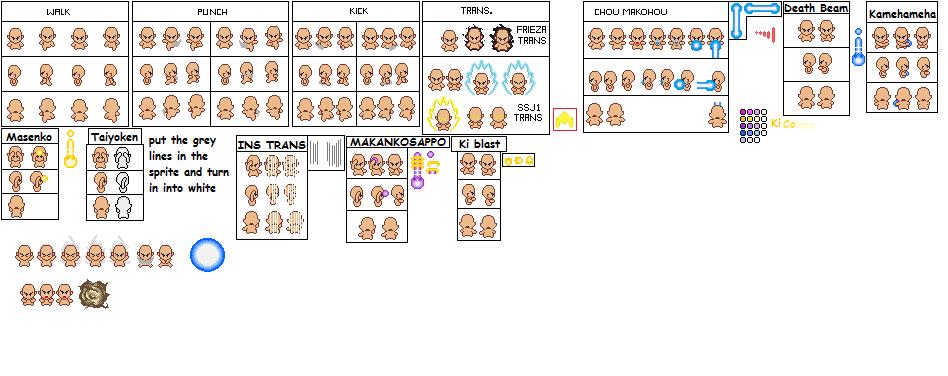 WALK
PUNCH
KICK
TRANS.
FRIEZA
TRANS
SSJ1
TRANS
CHOU MAKOHOU
Death Beam
Kamehameha
Ki Colors
Masenko
Taiyoken
put the grey
lines in the
sprite and turn
in into white
INS TRANS
MAKANKOSAPPO
Ki blast